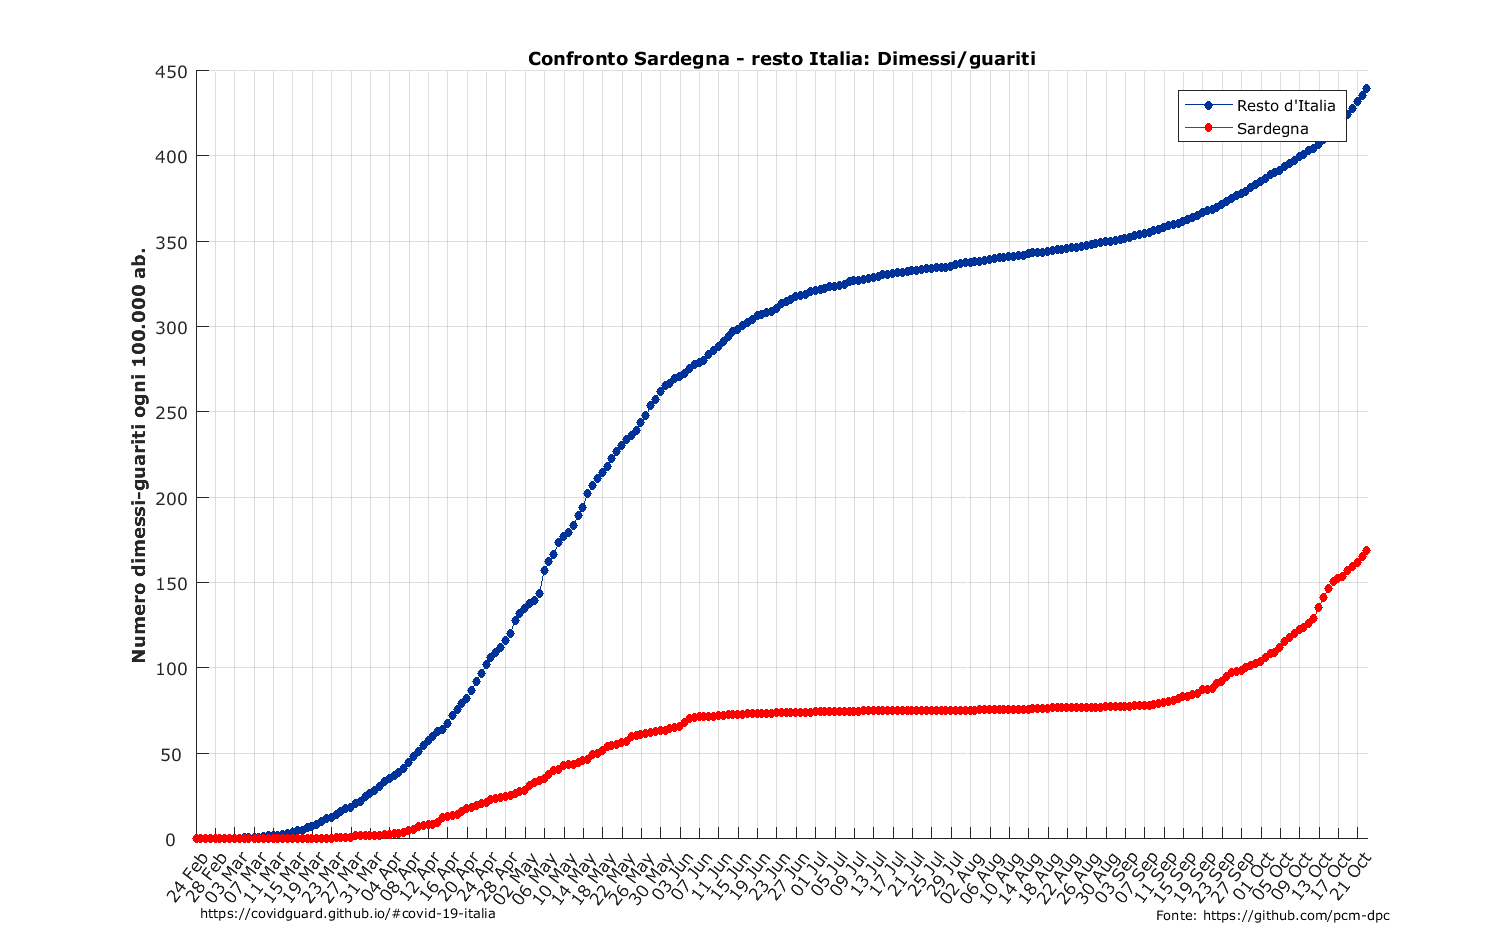 Confronto Sardegna - resto Italia: Dimessi/guariti
Resto d'Italia
Sardegna
Numero dimessi-guariti ogni 100.000 ab.
450
400
350
300
250
200
150
100
50
0
24 Feb
28 Feb
03 Mar
07 Mar
11 Mar
15 Mar
19 Mar
23 Mar
27 Mar
31 Mar
04 Apr
08 Apr
12 Apr
16 Apr
20 Apr
24 Apr
28 Apr
02 May
06 May
10 May
14 May
18 May
22 May
26 May
30 May
03 Jun
07 Jun
11 Jun
15 Jun
19 Jun
23 Jun
27 Jun
01 Jul
05 Jul
09 Jul
13 Jul
17 Jul
21 Jul
25 Jul
29 Jul
02 Aug
06 Aug
10 Aug
14 Aug
18 Aug
22 Aug
26 Aug
30 Aug
03 Sep
07 Sep
11 Sep
15 Sep
19 Sep
23 Sep
27 Sep
01 Oct
05 Oct
09 Oct
13 Oct
17 Oct
21 Oct
https://covidguard.github.io/#covid-19-italia
Fonte: https://github.com/pcm-dpc